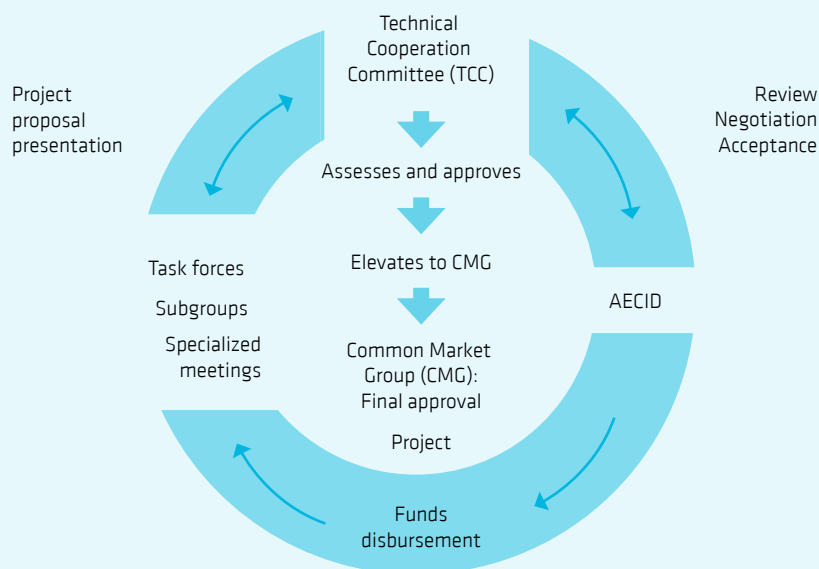 Technical
Cooperation
Committee (TCC)
Project
proposal
presentation
Review
Negotiation
Acceptance
Assesses and approves
Elevates to CMG
Task forces
Subgroups
Specialized
meetings
AECID
Common Market
Group (CMG):
Final approval
Project
Funds
disbursement